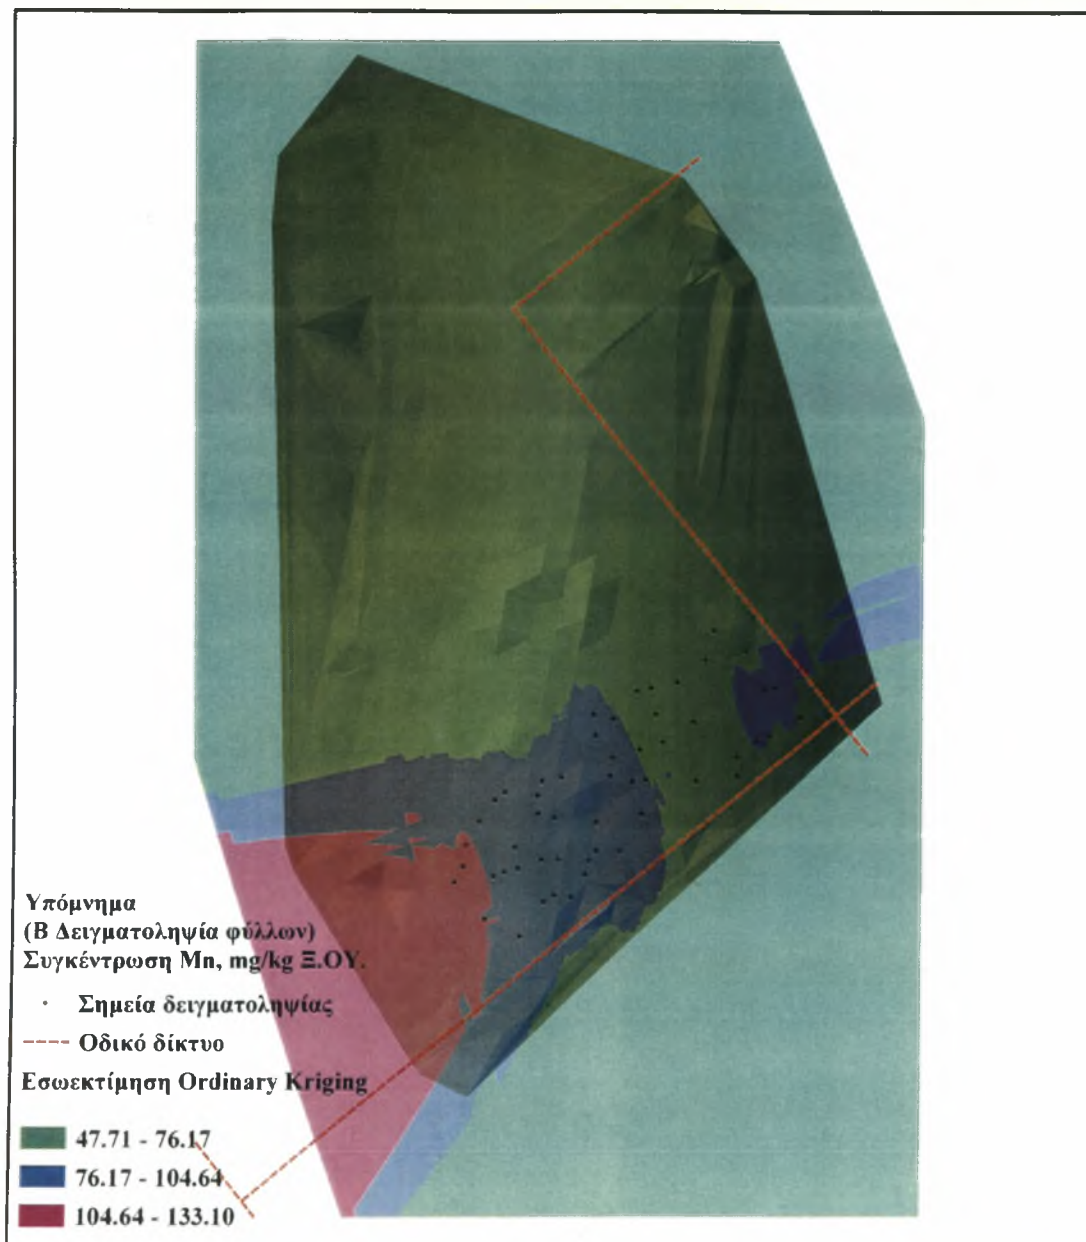 Υπόμνημα
(Β Δειγματοληψία φύλλων)
Συγκέντρωση Mn, mg/kg Ξ.ΟΥ.
Σημεία δειγματοληψίας
Οδικό δίκτυο
Εσωεκτίμηση Ordinary Kriging
47.71 - 76.17
76.17 - 104.64
104.64 - 133.10